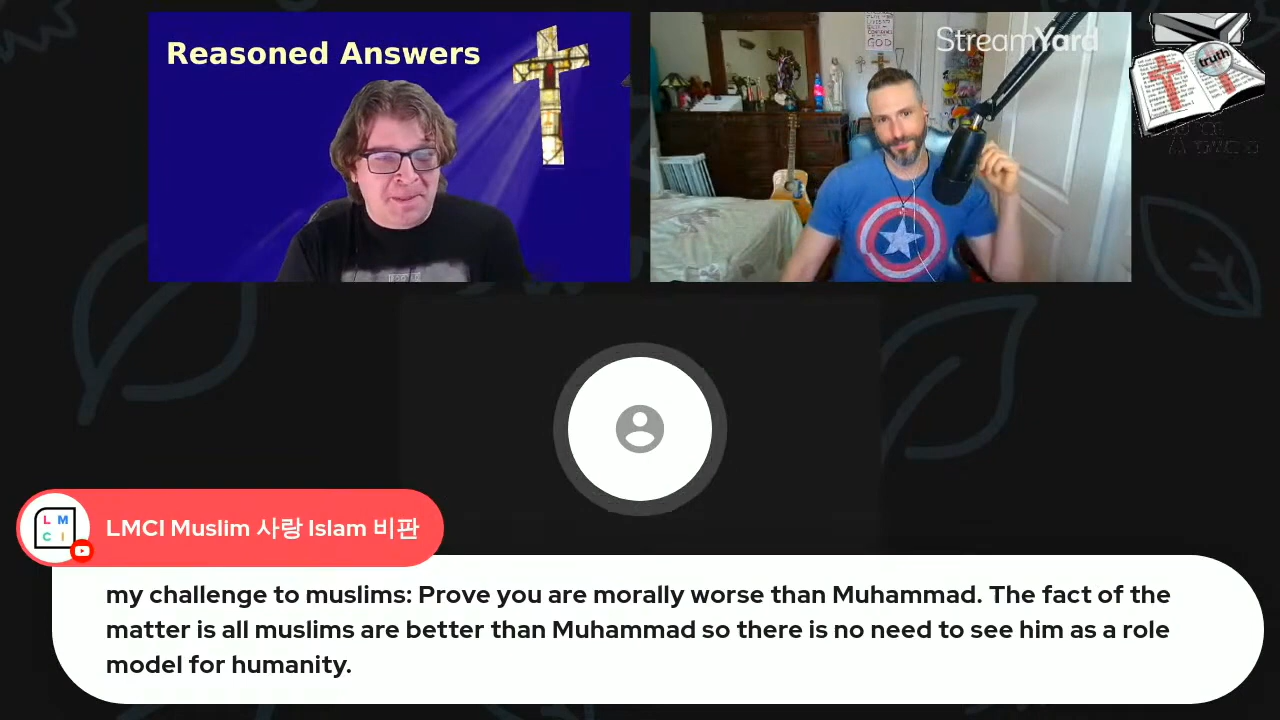 Reasoned Answers
StreamYard
GOD
truth
L M
C I
LMCI Muslim 사랑 Islam 비판
my challenge to muslims: Prove you are morally worse than Muhammad. The fact of the
matter is all muslims are better than Muhammad so there is no need to see him as a role
model for humanity.